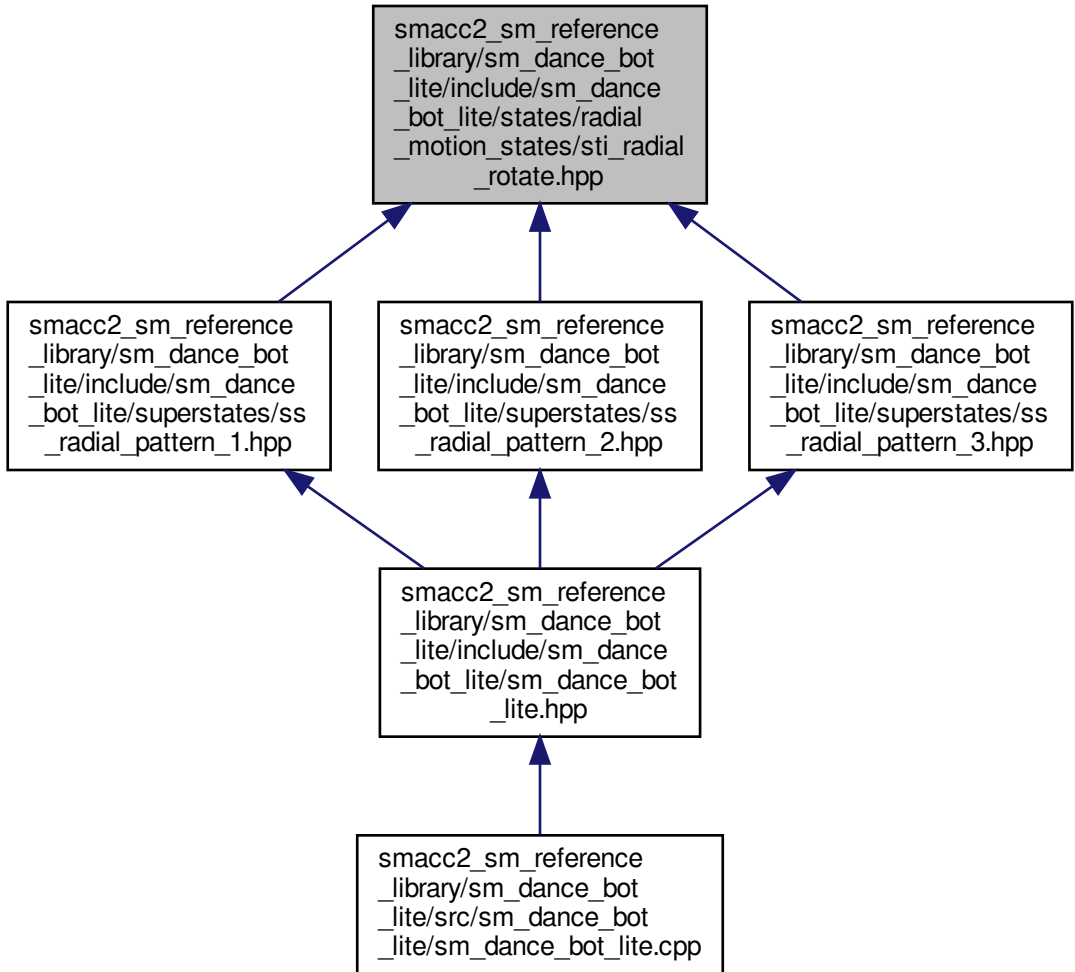 smacc2_sm_reference
_library/sm_dance_bot
_lite/include/sm_dance
_bot_lite/states/radial
_motion_states/sti_radial
_rotate.hpp
smacc2_sm_reference
_library/sm_dance_bot
_lite/include/sm_dance
_bot_lite/superstates/ss
_radial_pattern_1.hpp
smacc2_sm_reference
_library/sm_dance_bot
_lite/include/sm_dance
_bot_lite/superstates/ss
_radial_pattern_2.hpp
smacc2_sm_reference
_library/sm_dance_bot
_lite/include/sm_dance
_bot_lite/superstates/ss
_radial_pattern_3.hpp
smacc2_sm_reference
_library/sm_dance_bot
_lite/include/sm_dance
_bot_lite/sm_dance_bot
_lite.hpp
smacc2_sm_reference
_library/sm_dance_bot
_lite/src/sm_dance_bot
_lite/sm_dance_bot_lite.cpp